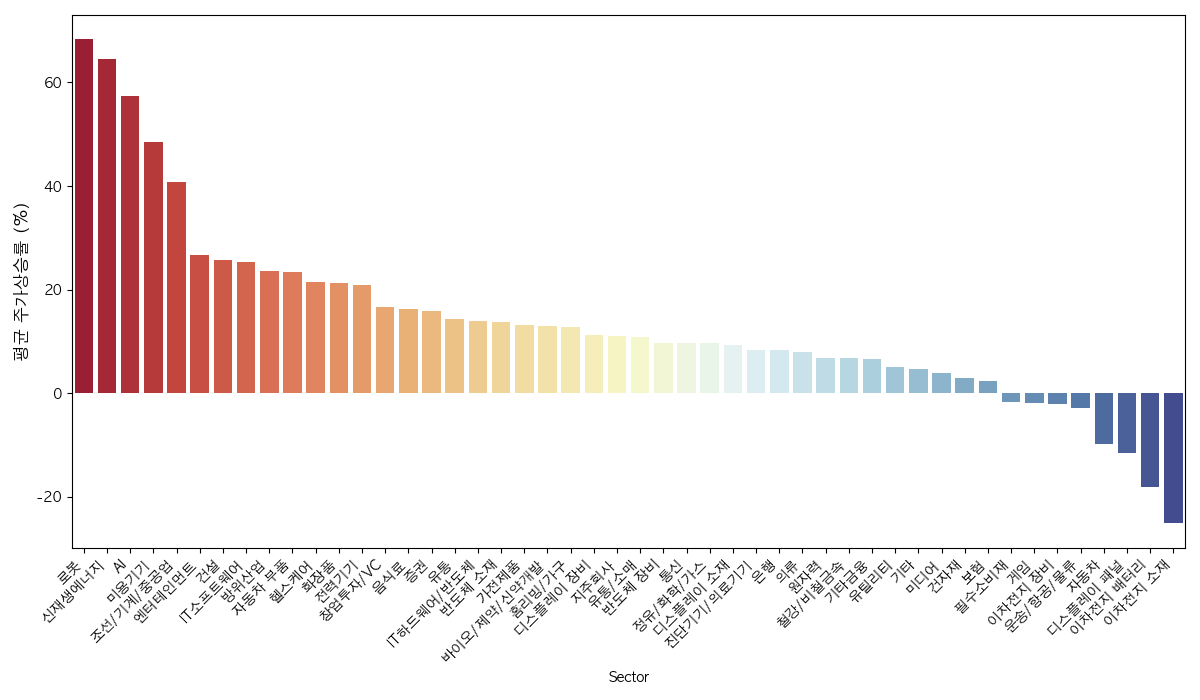 평균 주가상승률 (%)
60
40
20
0
-20
로봇
신재생에너지
AI
미용기기
조선/기계/중공업
엔터테인먼트
건설
IT소프트웨어
방위산업
자동차 부품
헬스케어
화장품
전력기기
창업투자/VC
음식료
증권
유통
IT하드웨어/반도체
반도체 소재
가전제품
바이오/제약/신약개발
홈리빙/가구
디스플레이 장비
지주회사
유통/소매
반도체 장비
통신
정유/화학/가스
디스플레이 소재
진단기기/의료기기
은행
의류
원자력
철강/비철금속
기타금융
유틸리티
기타
미디어
건자재
보험
필수소비재
게임
이차전지 장비
운송/항공/물류
자동차
디스플레이 패널
이차전지 배터리
이차전지 소재
Sector